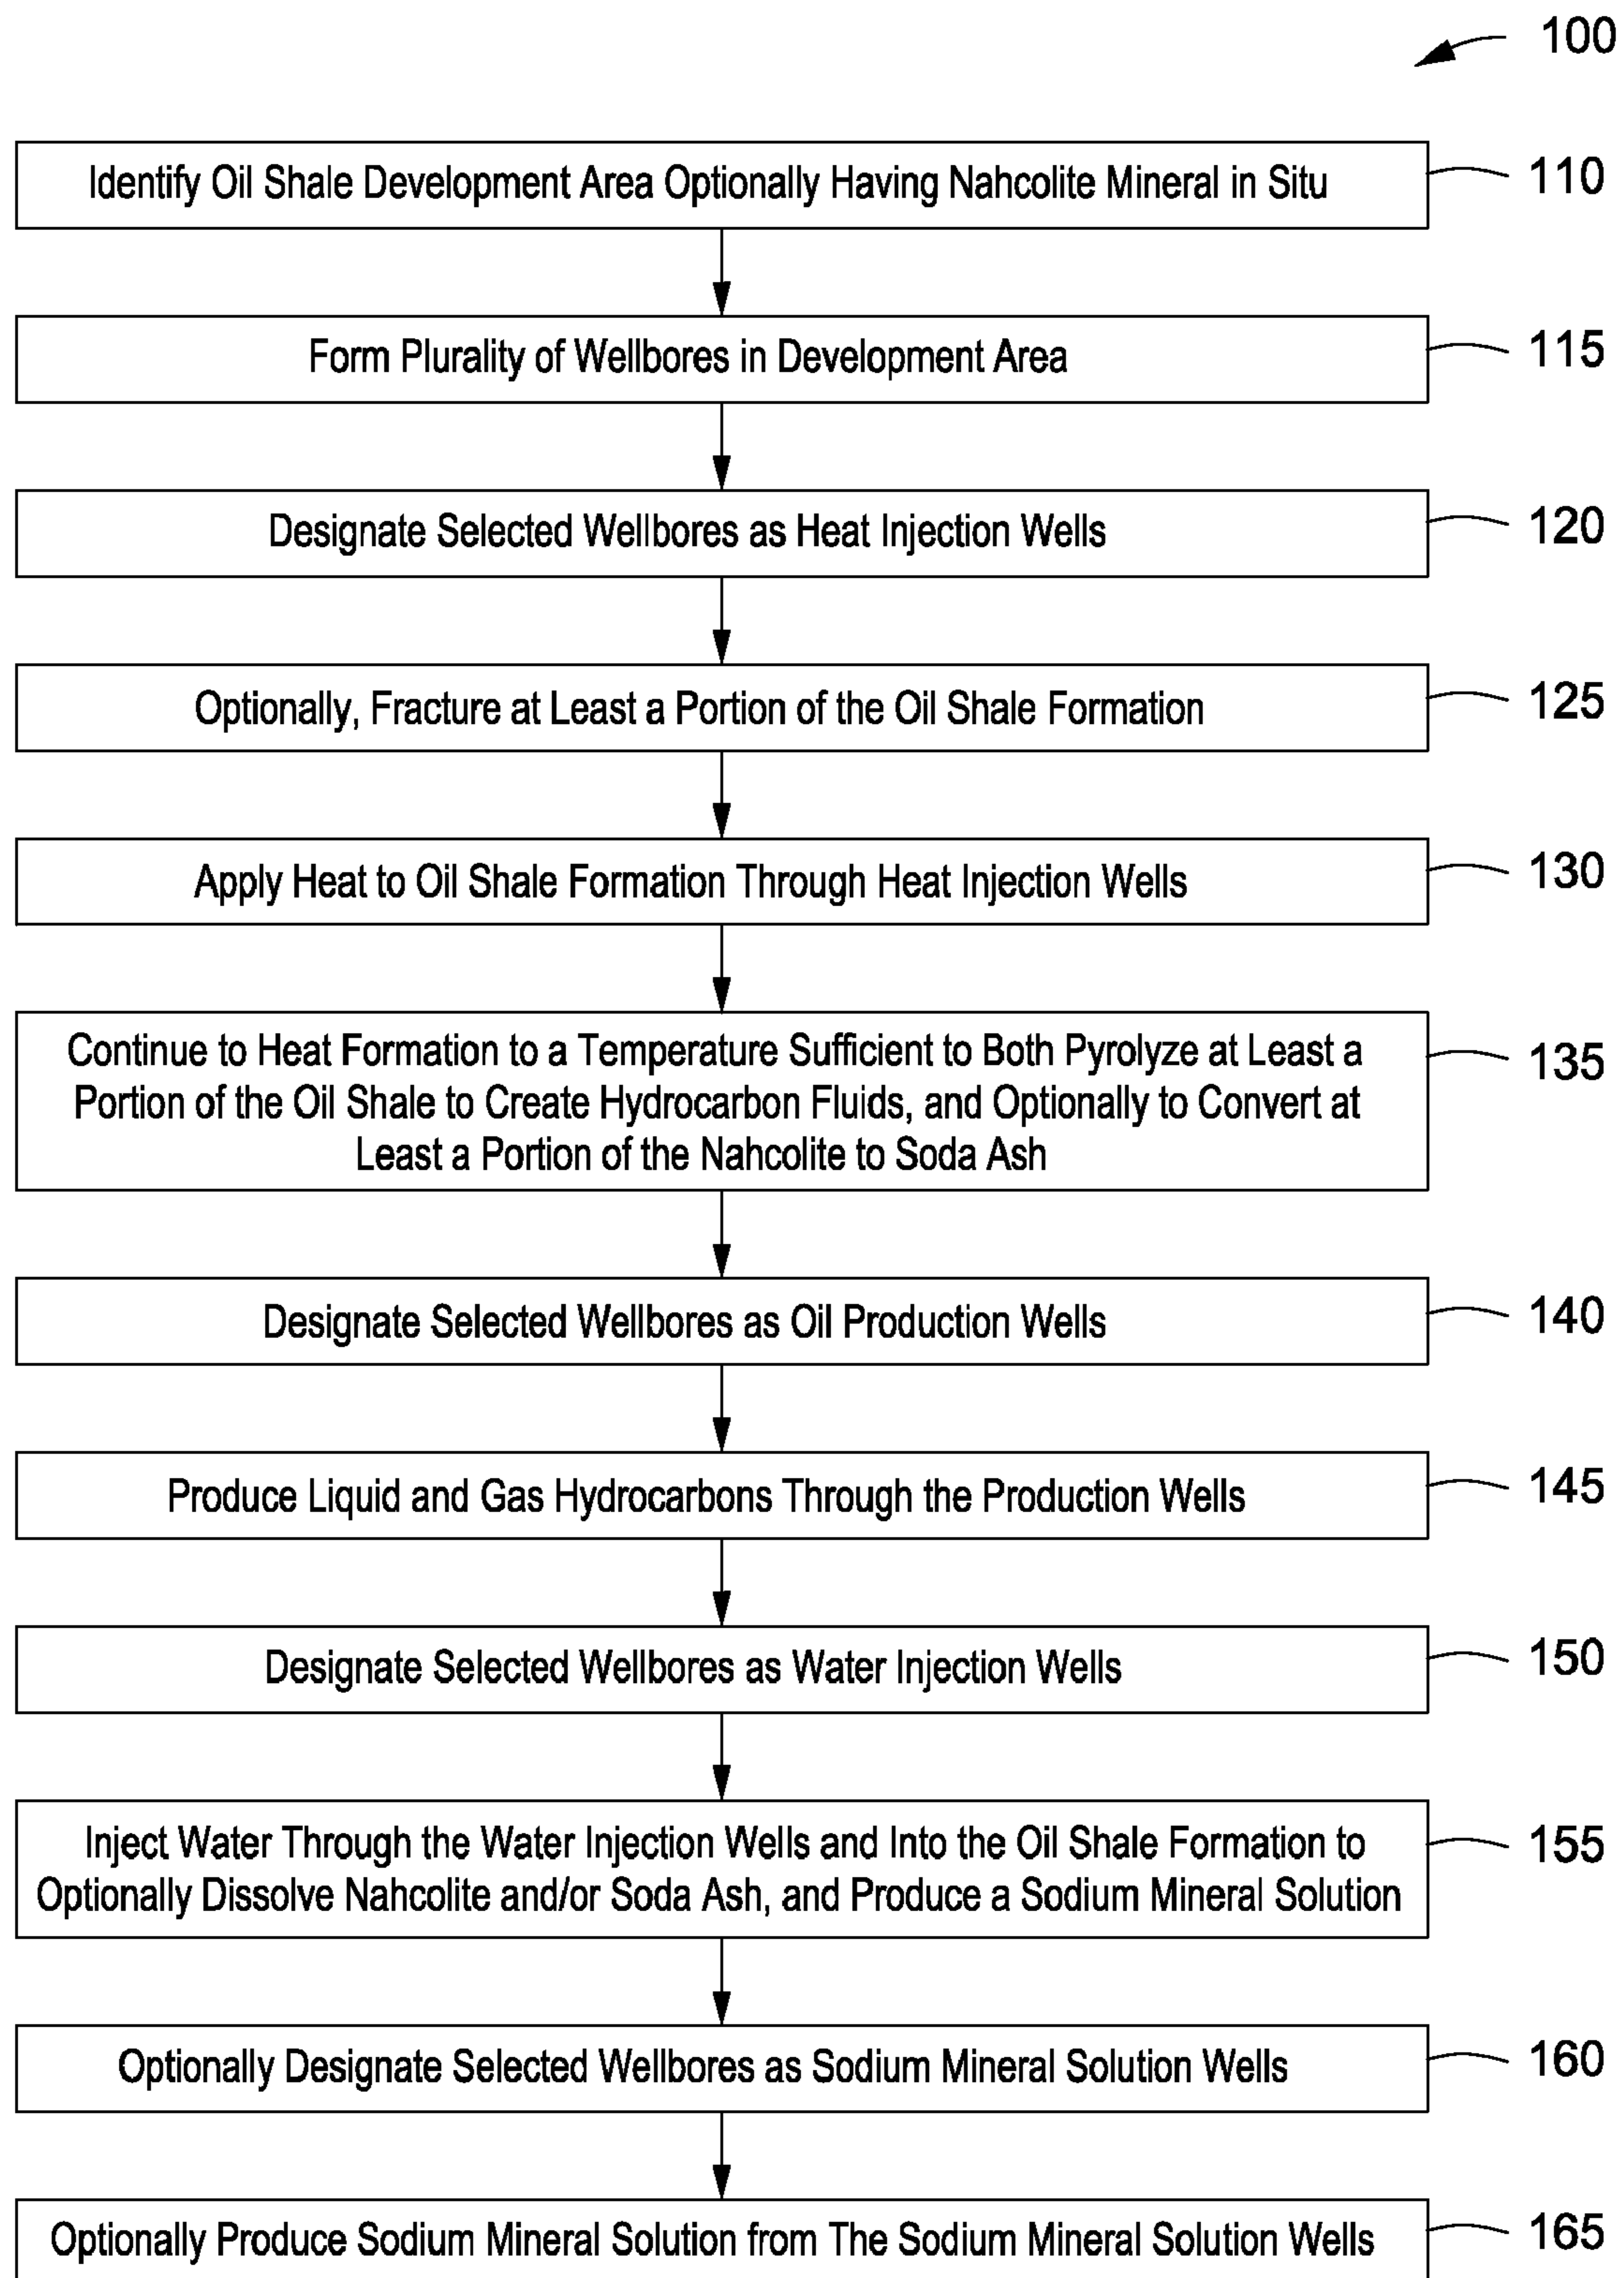 100
Identify Oil Shale Development Area Optionally Having Nahcolite Mineral in Situ
110
Form Plurality of Wellbores in Development Area
115
Designate Selected Wellbores as Heat Injection Wells
120
Optionally, Fracture at Least a Portion of the Oil Shale Formation
125
Apply Heat to Oil Shale Formation Through Heat Injection Wells
130
Continue to Heat Formation to a Temperature Sufficient to Both Pyrolyze at Least a
Portion of the Oil Shale to Create Hydrocarbon Fluids, and Optionally to Convert at
Least a Portion of the Nahcolite to Soda Ash
135
Designate Selected Wellbores as Oil Production Wells
140
Produce Liquid and Gas Hydrocarbons Through the Production Wells
145
Designate Selected Wellbores as Water Injection Wells
150
Inject Water Through the Water Injection Wells and Into the Oil Shale Formation to
Optionally Dissolve Nahcolite and/or Soda Ash, and Produce a Sodium Mineral Solution
155
Optionally Designate Selected Wellbores as Sodium Mineral Solution Wells
160
Optionally Produce Sodium Mineral Solution from The Sodium Mineral Solution Wells
165